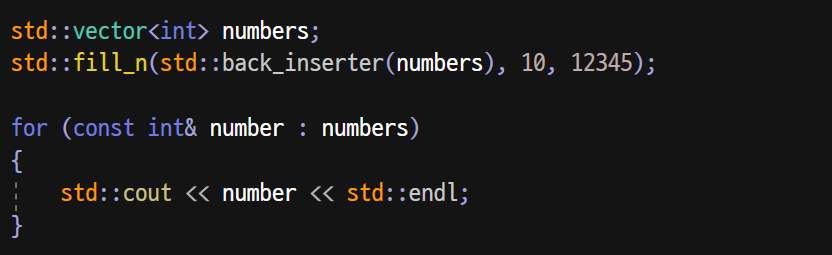 std::vector<int> numbers;
std::fill_n(std::back_inserter(numbers), 10, 12345);
for (const int& number : numbers)
{
    std::cout << number << std::endl;
}